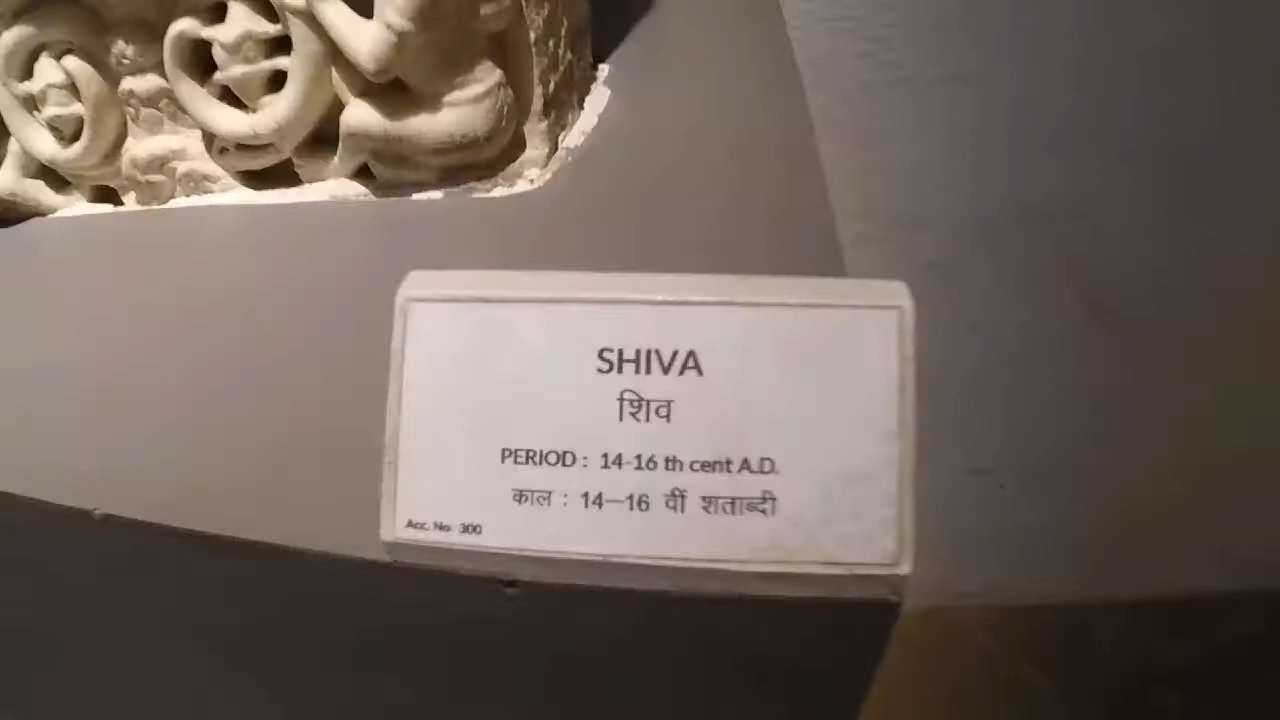 SHIVA
शिव
PERIOD : 14-16 th cent A.D.
काल : 14–16 वीं शताब्दी
Acc. No 300